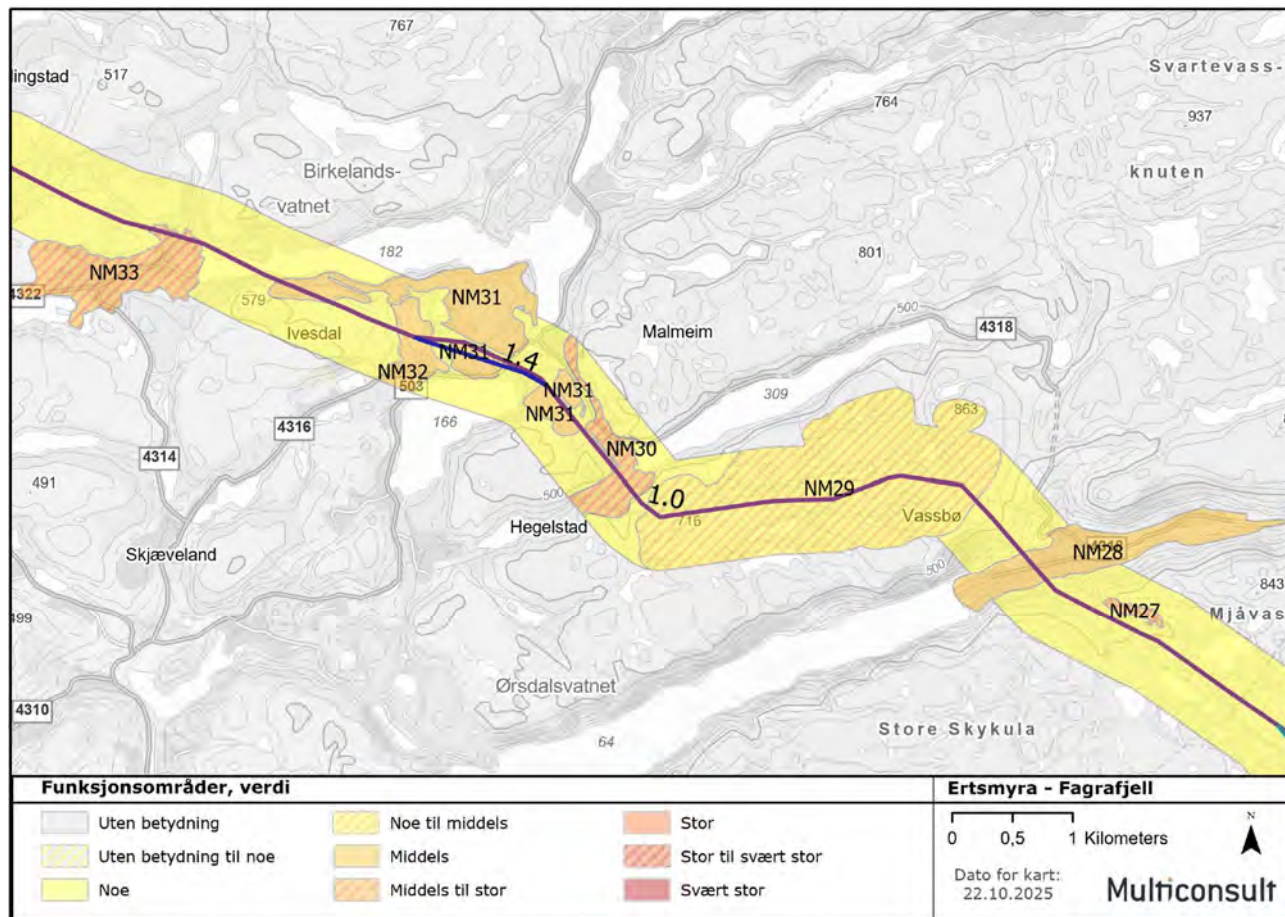 767
lingstad
517
Svartevass-
764
937
Birkelands-
knuten
vatnet
182
801
NM33
4322
579
NM31
500
Ivesdal
Malmeim
4318
NM31
1.4
NM32
503
NM31
309
863
4316
166
NM31
4314
NM30
491
500
1.0
NM29
Hegelstad
716
Vassbø
Skjæveland
NM28
500
843
NM27
499
Mjåvas
Ørsdalsvatnet
4310
Store Skykula
64
Funksjonsområder, verdi
Uten betydning
Uten betydning til noe
Noe
Noe til middels
Middels
Middels til stor
Stor
Stor til svært stor
Svært stor
Ertsmyra - Fagrafjell
0 0,5 1 Kilometers
N
Dato for kart:
22.10.2025
Multiconsult